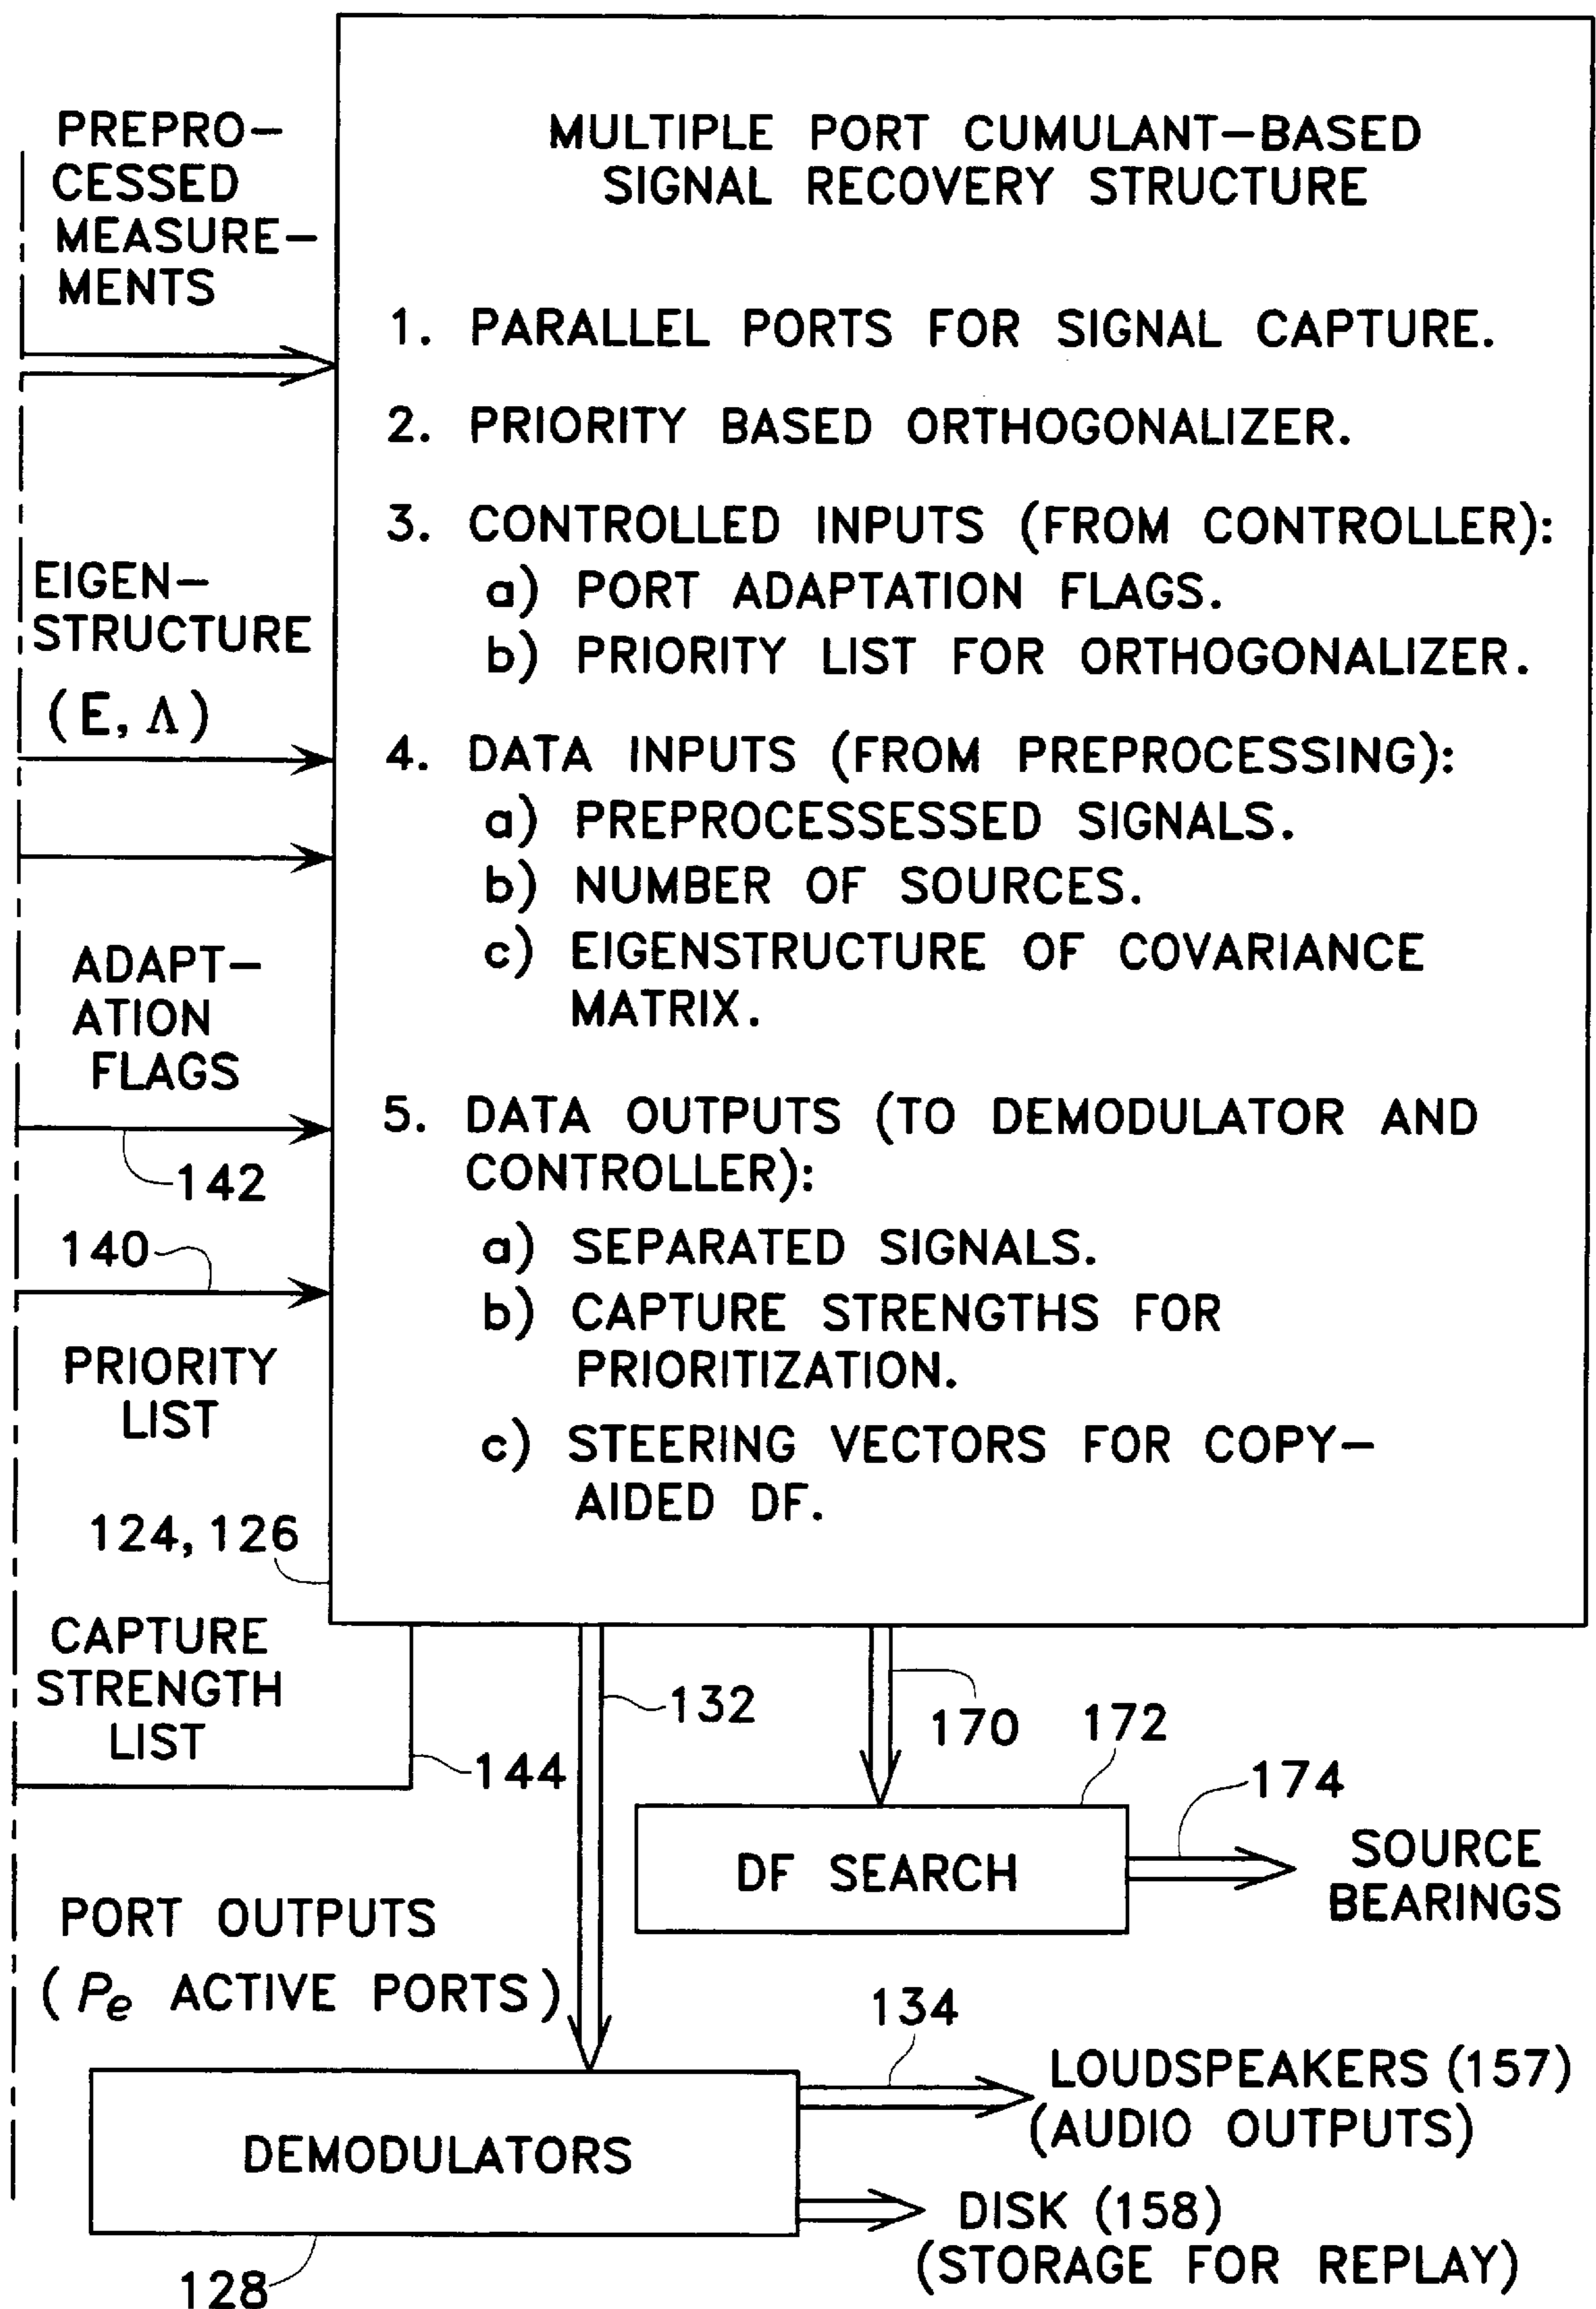 PREPRO-
CESSED
MEASURE-
MENTS
EIGEN-
STRUCTURE
(E, Λ)
ADAPT-
ATION
FLAGS
142
140
PRIORITY
LIST
124, 126
CAPTURE
STRENGTH
LIST
144
MULTIPLE PORT CUMULANT-BASED
SIGNAL RECOVERY STRUCTURE
1. PARALLEL PORTS FOR SIGNAL CAPTURE.
2. PRIORITY BASED ORTHOGONALIZER.
3. CONTROLLED INPUTS (FROM CONTROLLER):
a) PORT ADAPTATION FLAGS.
b) PRIORITY LIST FOR ORTHOGONALIZER.
4. DATA INPUTS (FROM PREPROCESSING):
a) PREPROCESSESSED SIGNALS.
b) NUMBER OF SOURCES.
c) EIGENSTRUCTURE OF COVARIANCE
MATRIX.
5. DATA OUTPUTS (TO DEMODULATOR AND
CONTROLLER):
a) SEPARATED SIGNALS.
b) CAPTURE STRENGTHS FOR
PRIORITIZATION.
c) STEERING VECTORS FOR COPY-
AIDED DF.
132
170
172
174
DF SEARCH
SOURCE
BEARINGS
PORT OUTPUTS
(Pe ACTIVE PORTS)
134
DEMODULATORS
LOUDSPEAKERS (157)
(AUDIO OUTPUTS)
DISK (158)
(STORAGE FOR REPLAY)
128